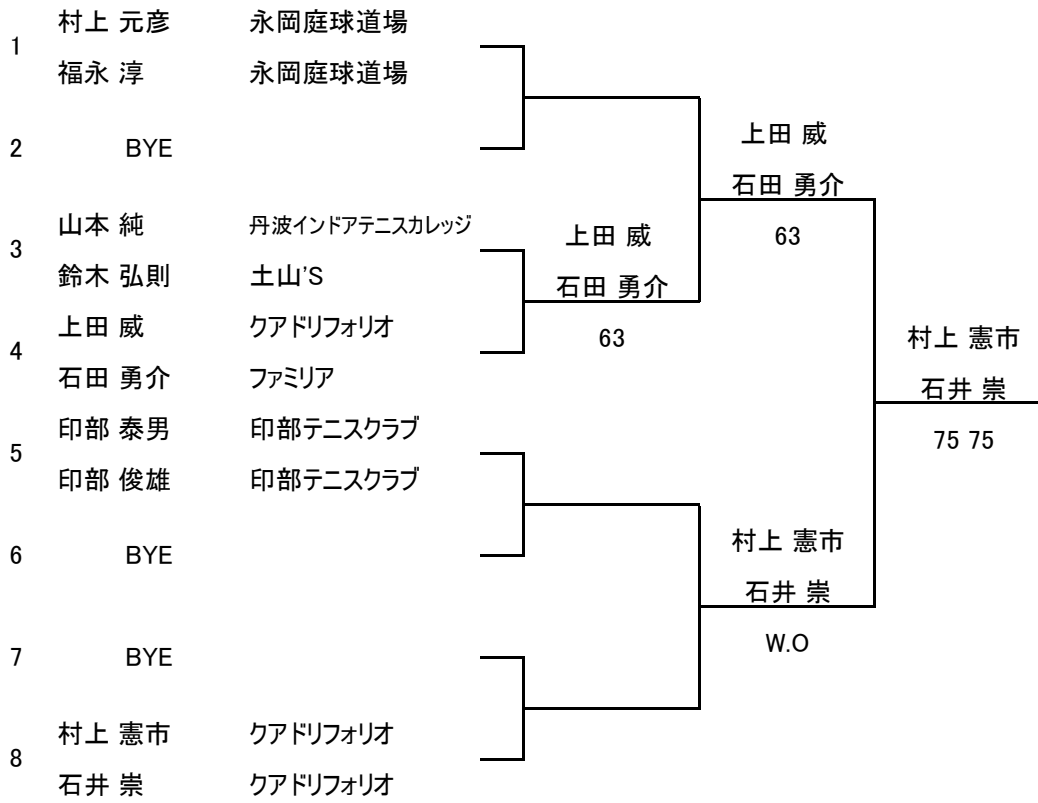 村上 元彦 永岡庭球道場
1
福永 淳 永岡庭球道場
2 BYE
上田 威
石田 勇介
山本 純 丹波インドアテニスカレッジ
3
上田 威
63
鈴木 弘則 土山'S
石田 勇介
上田 威 クアドリフォリオ
4
63
村上 憲市
石田 勇介 ファミリア
石井 崇
印部 泰男 印部テニスクラブ
5
75 75
印部 俊雄 印部テニスクラブ
6 BYE
村上 憲市
石井 崇
W.O
7 BYE
村上 憲市 クアドリフォリオ
8
石井 崇 クアドリフォリオ